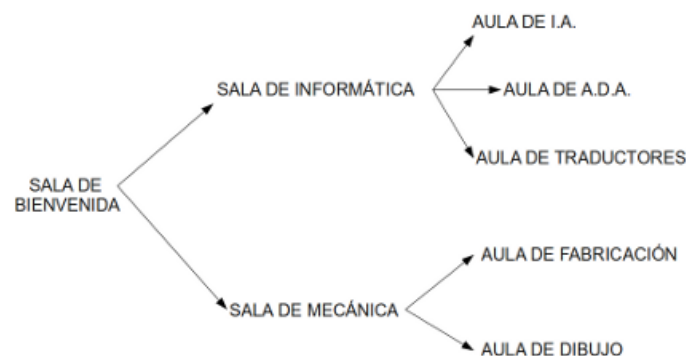 AULA DE I.A.
SALA DE INFORMÁTICA
AULA DE A.D.A.
AULA DE TRADUCTORES
SALA DE
BIENVENIDA
AULA DE FABRICACIÓN
SALA DE MECÁNICA
AULA DE DIBUJO